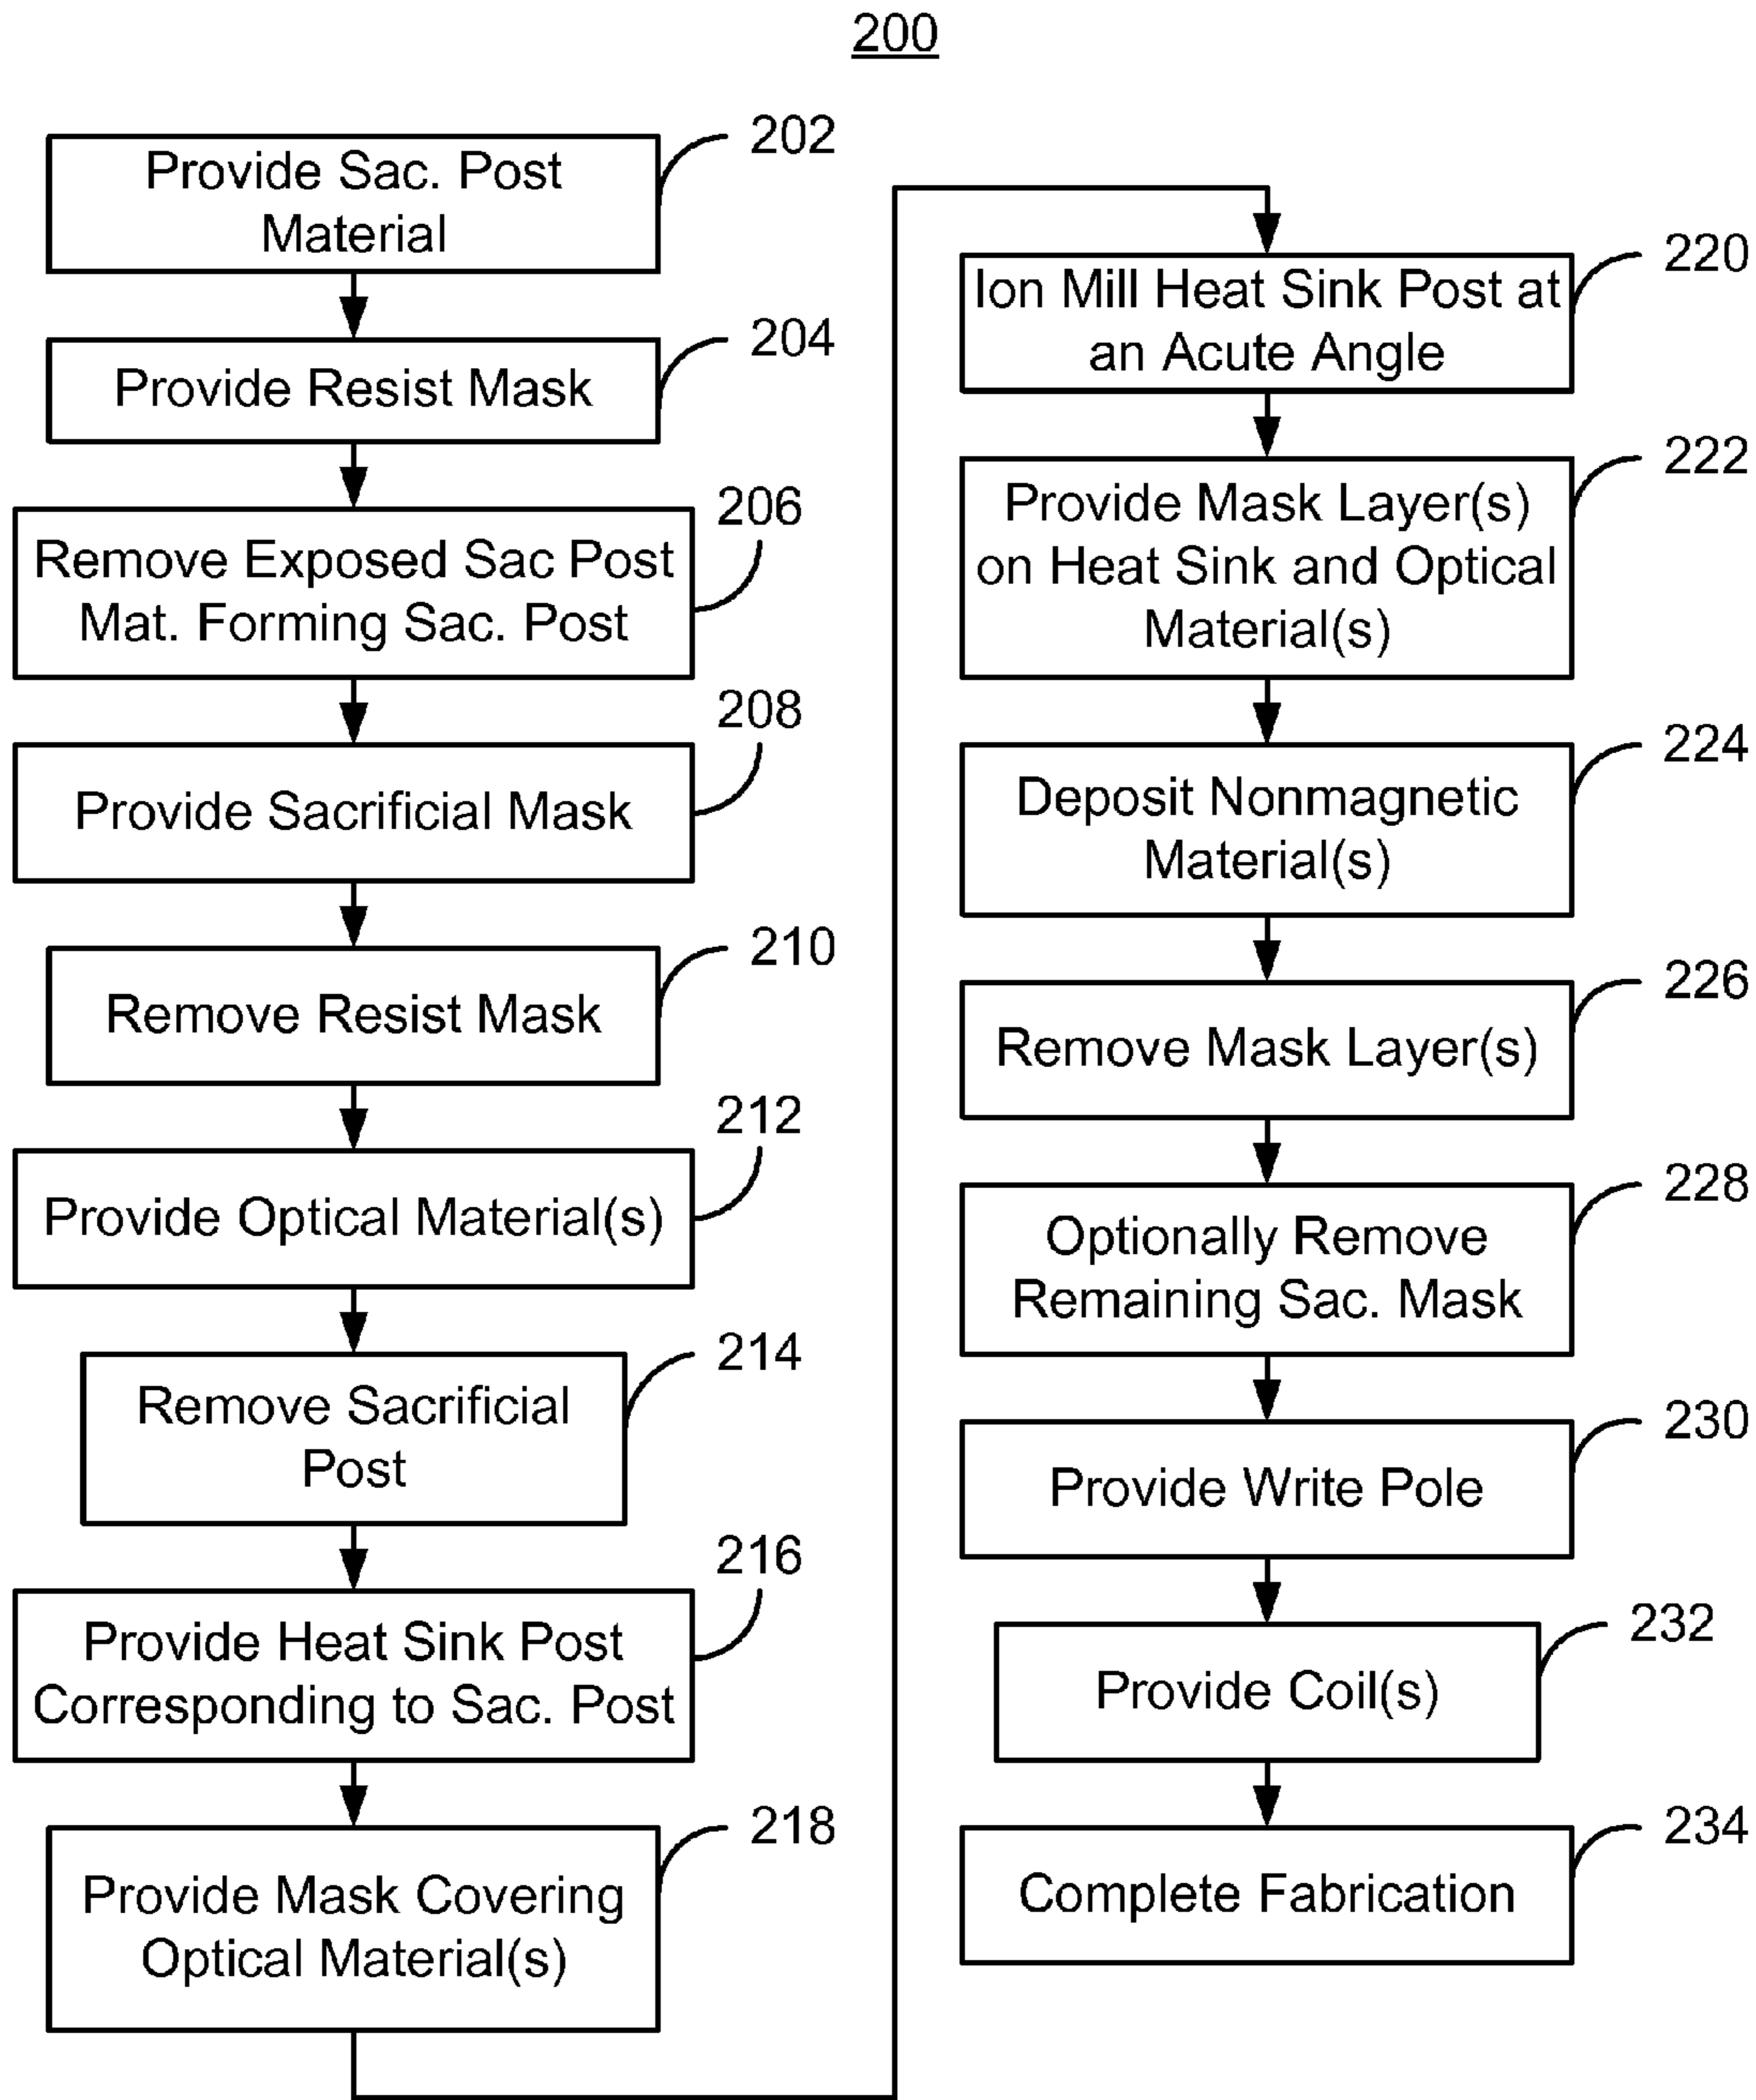 200
202
Provide Sac. Post
Material
204
Provide Resist Mask
206
Remove Exposed Sac Post
Mat. Forming Sac. Post
208
Provide Sacrificial Mask
210
Remove Resist Mask
212
Provide Optical Material(s)
214
Remove Sacrificial
Post
216
Provide Heat Sink Post
Corresponding to Sac. Post
218
Provide Mask Covering
Optical Material(s)
220
Ion Mill Heat Sink Post at
an Acute Angle
222
Provide Mask Layer(s)
on Heat Sink and Optical
Material(s)
224
Deposit Nonmagnetic
Material(s)
226
Remove Mask Layer(s)
228
Optionally Remove
Remaining Sac. Mask
230
Provide Write Pole
232
Provide Coil(s)
234
Complete Fabrication